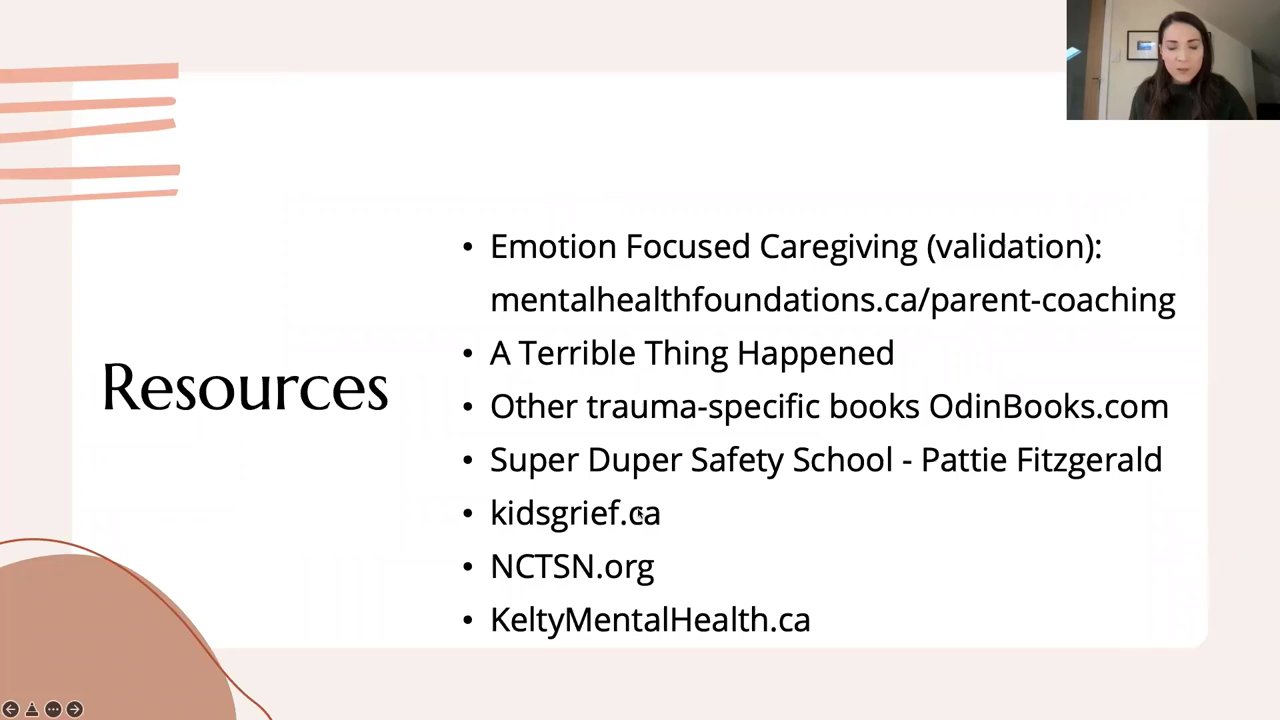 Resources
• Emotion Focused Caregiving (validation):
mentalhealthfoundations.ca/parent-coaching
• A Terrible Thing Happened
• Other trauma-specific books OdinBooks.com
• Super Duper Safety School - Pattie Fitzgerald
• kidsgrief.ca
• NCTSN.org
• KeltyMentalHealth.ca